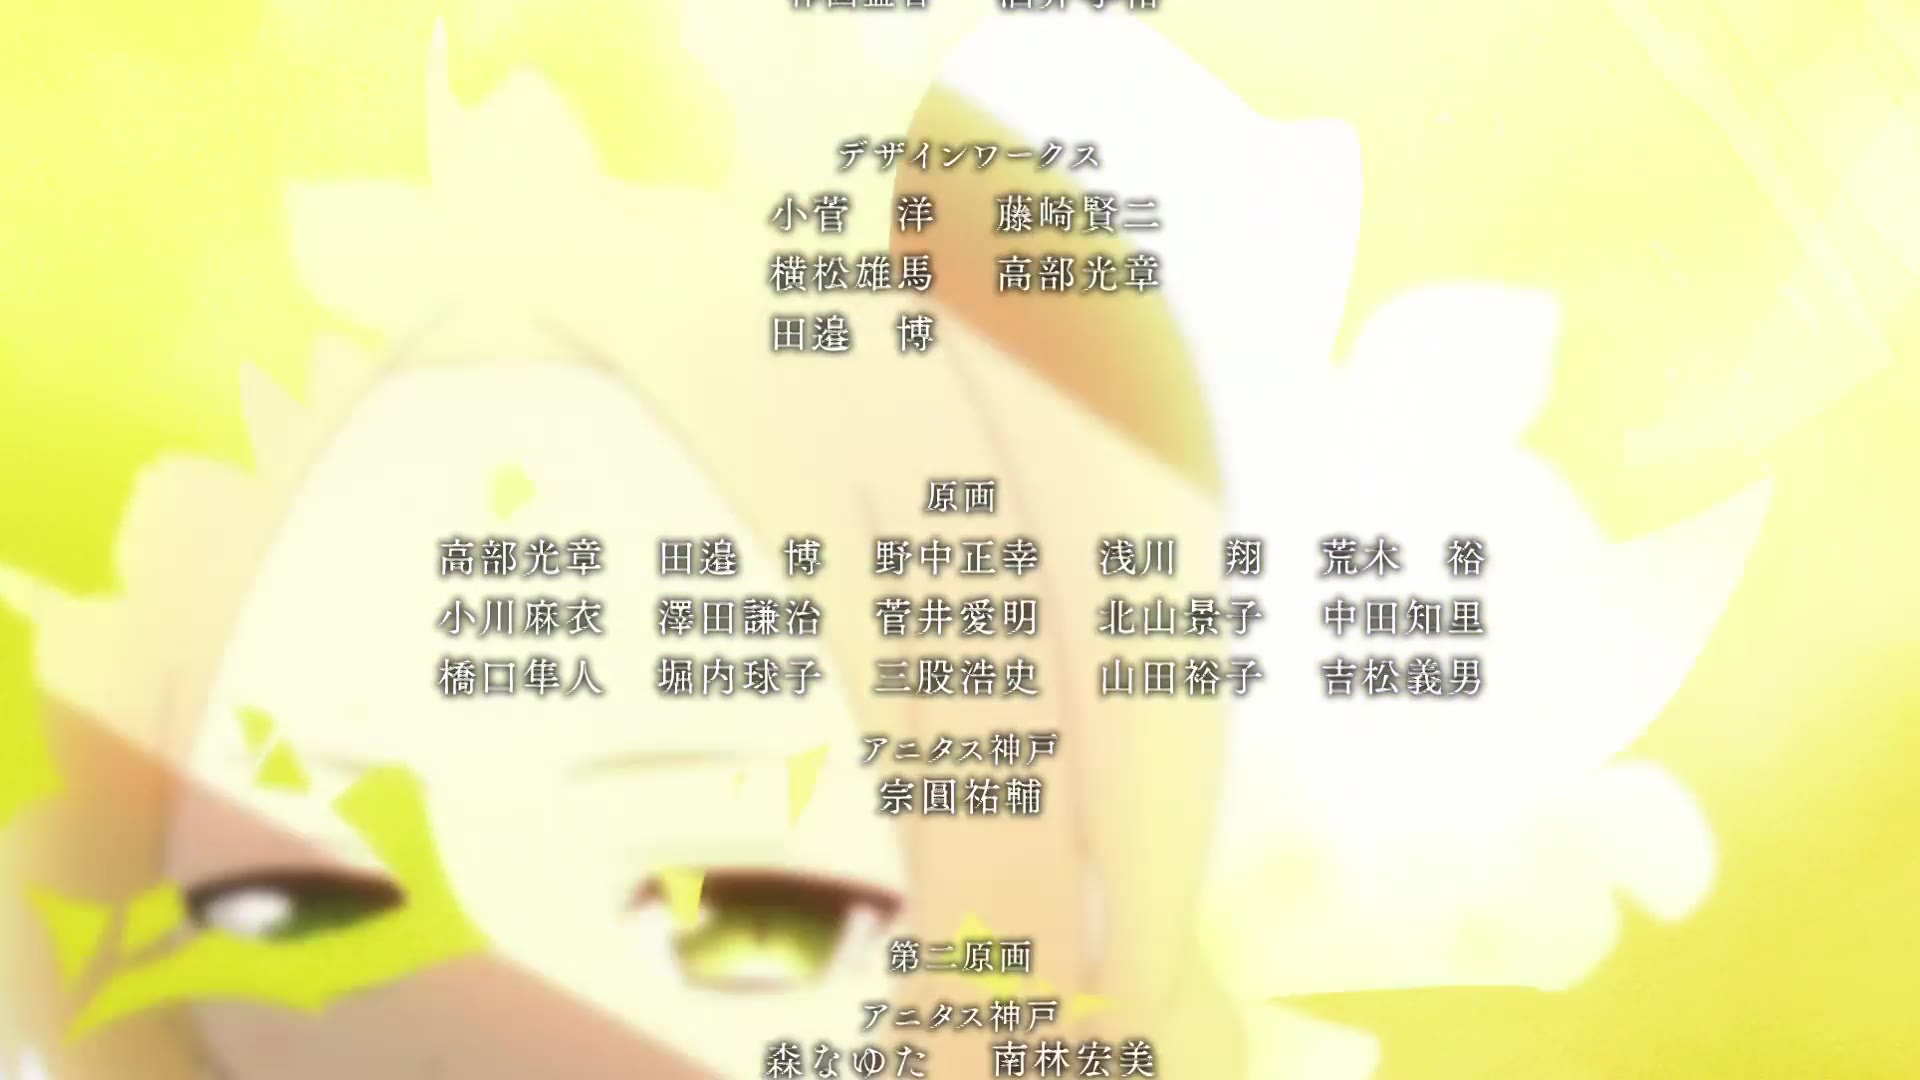 デザインワークス
小菅　洋　藤崎賢二
横松雄馬　高部光章
田邉　博
原画
高部光章　田邉　博　野中正幸　浅川　翔　荒木　裕
小川麻衣　澤田謙治　菅井愛明　北山景子　中田知里
橋口隼人　堀内球子　三股浩史　山田裕子　吉松義男
アニタス神戸
宗圓祐輔
第二原画
アニタス神戸
森なゆた　南林宏美